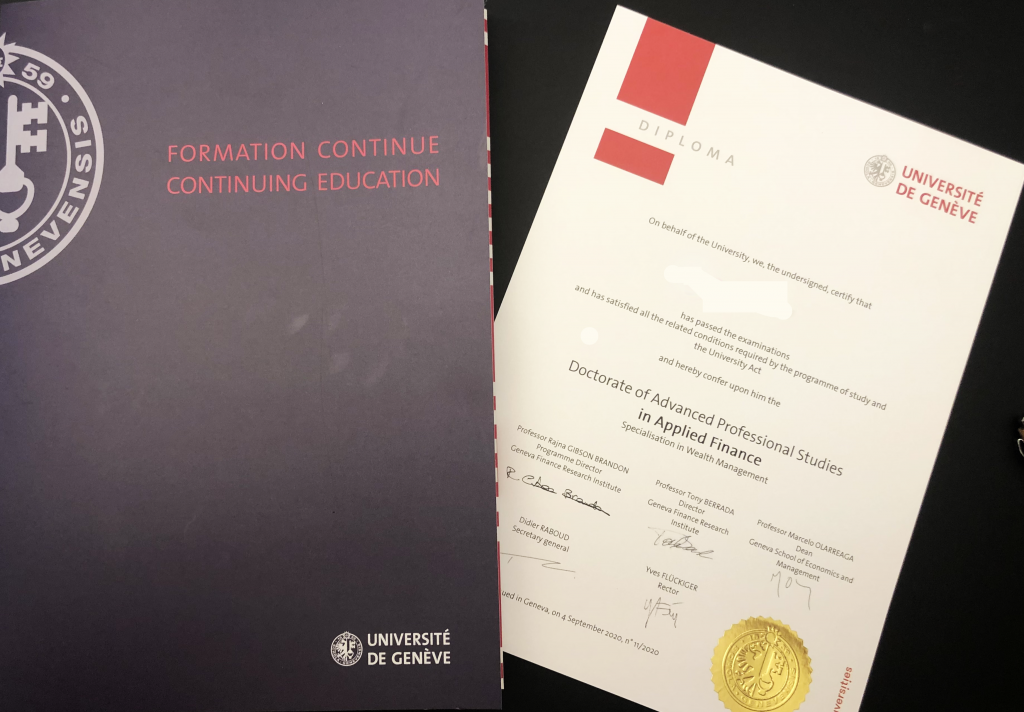 59 ·
NEVENSIS
FORMATION CONTINUE
CONTINUING EDUCATION
UNIVERSITÉ
DE GENÈVE
DIPLOMA
UNIVERSITÉ
DE GENÈVE
On behalf of the University, we, the undersigned, certify that
has passed the examinations
and has satisfied all the related conditions required by the programme of study and
the University Act
and hereby confer upon him the
Doctorate of Advanced Professional Studies
in Applied Finance
Specialisation in Wealth Management
Professor Rajna GIBSON BRANDON
Programme Director
Geneva Finance Research Institute
Professor Tony BERRADA
Director
Geneva Finance Research
Institute
Professor Marcelo OLARREAGA
Dean
Geneva School of Economics and
Management
Didier RABOUD
Secretary general
Yves FLÜCKIGER
Rector
ued in Geneva, on 4 September 2020, n° 11/2020
versities